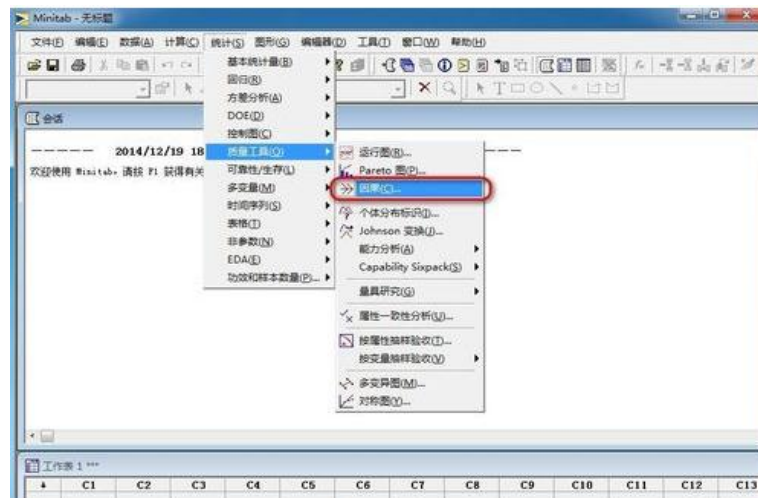 Minitab - 无标题
文件(F) 编辑(E) 数据(A) 计算(C) 统计(S) 图形(G) 编辑器(D) 工具(T) 窗口(W) 帮助(H)
会话
————— 2014/12/19 18
欢迎使用 Minitab，请按 F1 获得有关
基本统计量(B)
回归(R)
方差分析(A)
DOE(D)
控制图(C)
质量工具(Q)
可靠性/生存(L)
多变量(M)
时间序列(S)
表格(T)
非参数(N)
EDA(E)
功效和样本数量(P)...
运行图(R)...
Pareto 图(P)...
因果(C)...
个体分布标识(D)...
Johnson 变换(J)...
能力分析(A)
Capability Sixpack(S)
量具研究(G)
属性一致性分析(U)...
按属性抽样验收(T)...
按变量抽样验收(V)
多变异图(M)...
对称图(Y)...
工作表 1 ***
C1 C2 C3 C4 C5 C6 C7 C8 C9 C10 C11 C12 C13